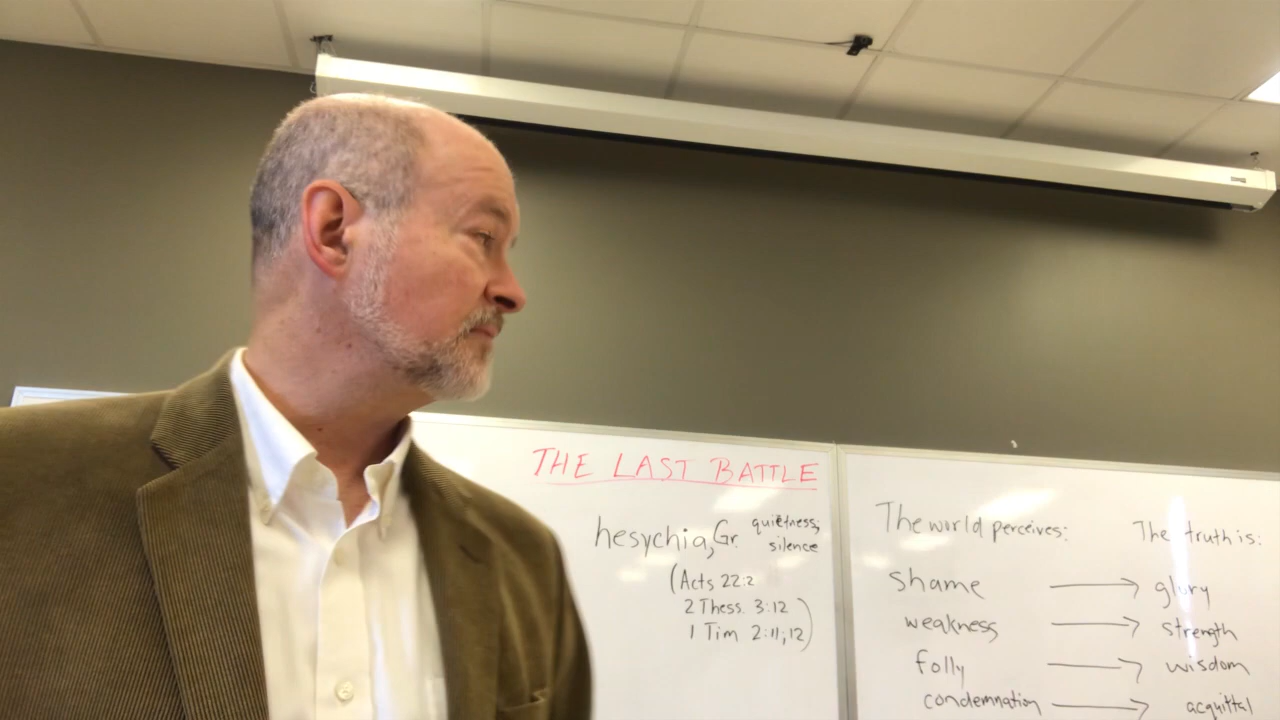 THE LAST BATTLE
hesychia, Gr. quietness;
silence
(Acts 22:2
2 Thess. 3:12
1 Tim 2:11,12)
The world perceives: The truth is:
shame → glory
weakness → strength
folly → wisdom
condemnation → acquittal